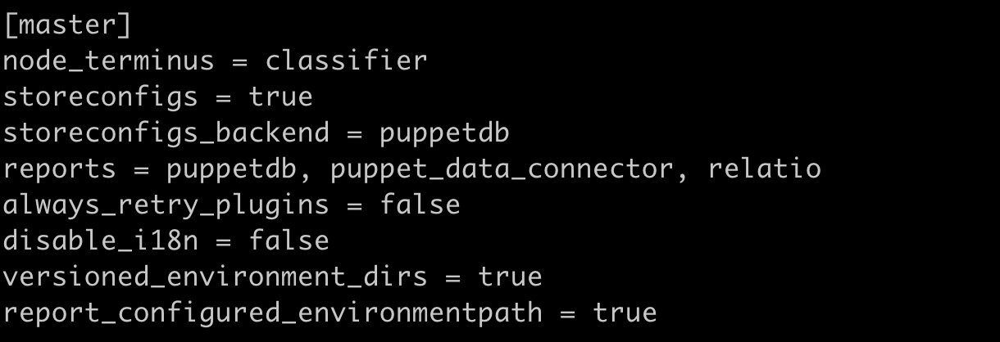 [master]
node_terminus = classifier
storeconfigs = true
storeconfigs_backend = puppetdb
reports = puppetdb, puppet_data_connector, relatio
always_retry_plugins = false
disable_i18n = false
versioned_environment_dirs = true
report_configured_environmentpath = true